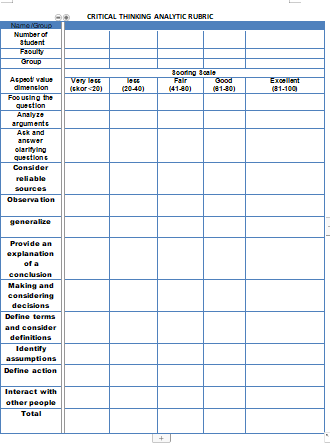 CRITICAL THINKING ANALYTIC RUBRIC
Name/Group
Number of
Student
Faculty
Group
Aspect/ value
dimension
Scoring Scale
Very less
(skor <20)
less
(20-40)
Fair
(41-60)
Good
(61-80)
Excellent
(81-100)
Focusing the
question
Analyze
arguments
Ask and
answer
clarifying
questions
Consider
reliable
sources
Observation
generalize
Provide an
explanation
of a
conclusion
Making and
considering
decisions
Define terms
and consider
definitions
Identify
assumptions
Define action
Interact with
other people
Total